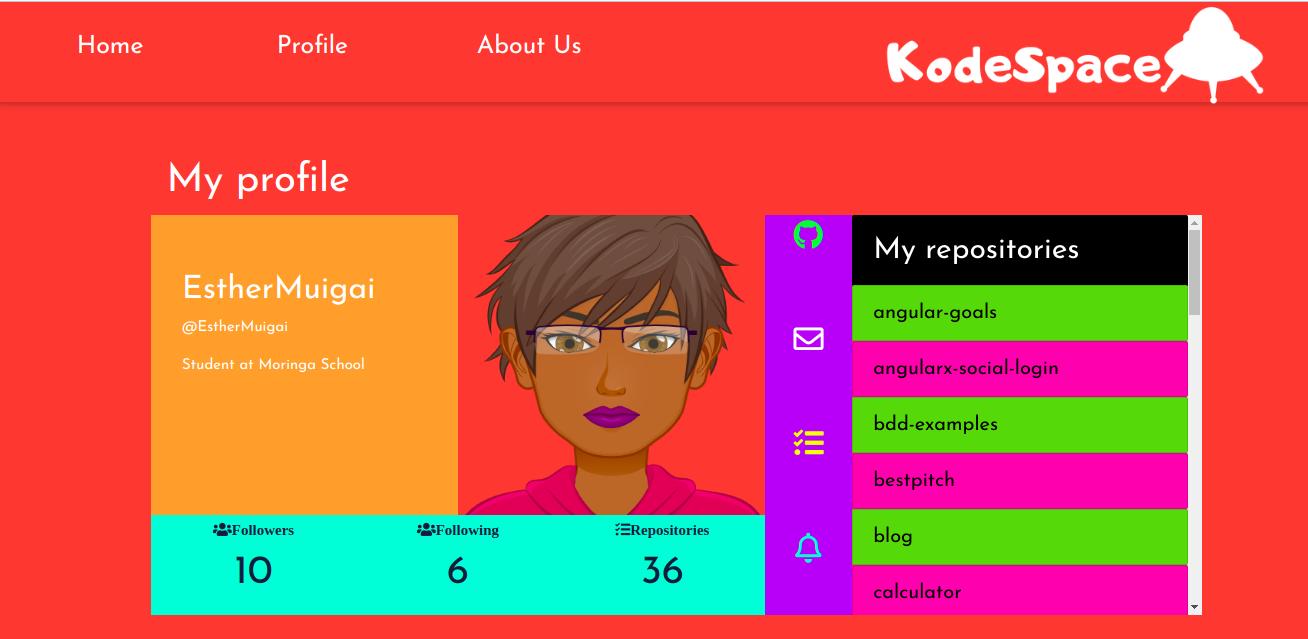 Home Profile About Us KodeSpace
My profile
EstherMuigai
@EstherMuigai
Student at Moringa School
Followers Following Repositories
10 6 36
My repositories
angular-goals
angularx-social-login
bdd-examples
bestpitch
blog
calculator